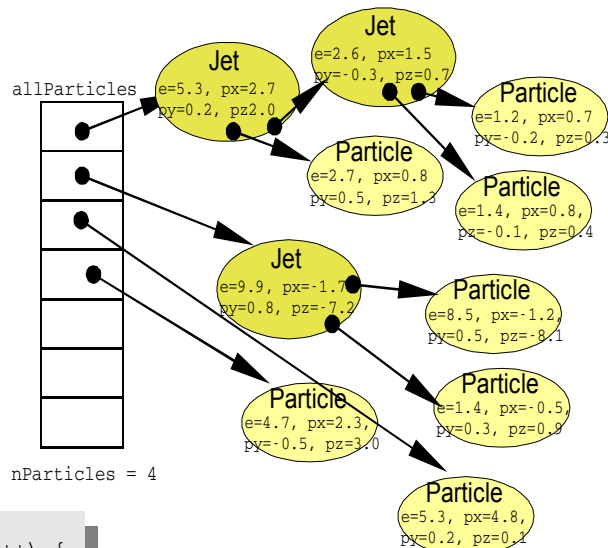 allParticles
Jet
e=5.3, px=2.7
py=0.2, pz2.0
Jet
e=2.6, px=1.5
py=-0.3, pz=0.7
Particle
e=1.2, px=0.7
py=-0.2, pz=0.3
Particle
e=2.7, px=0.8
py=0.5, pz=1.3
Particle
e=1.4, px=0.8,
pz=-0.1, pz=0.4
Jet
e=9.9, px=-1.7
py=0.8, pz=-7.2
Particle
e=8.5, px=-1.2,
py=0.5, pz=-8.1
Particle
e=4.7, px=2.3,
py=-0.5, pz=3.0
Particle
e=1.4, px=-0.5,
py=0.3, pz=0.9
nParticles = 4
Particle
e=5.3, px=4.8,
py=0.2, pz=0.1